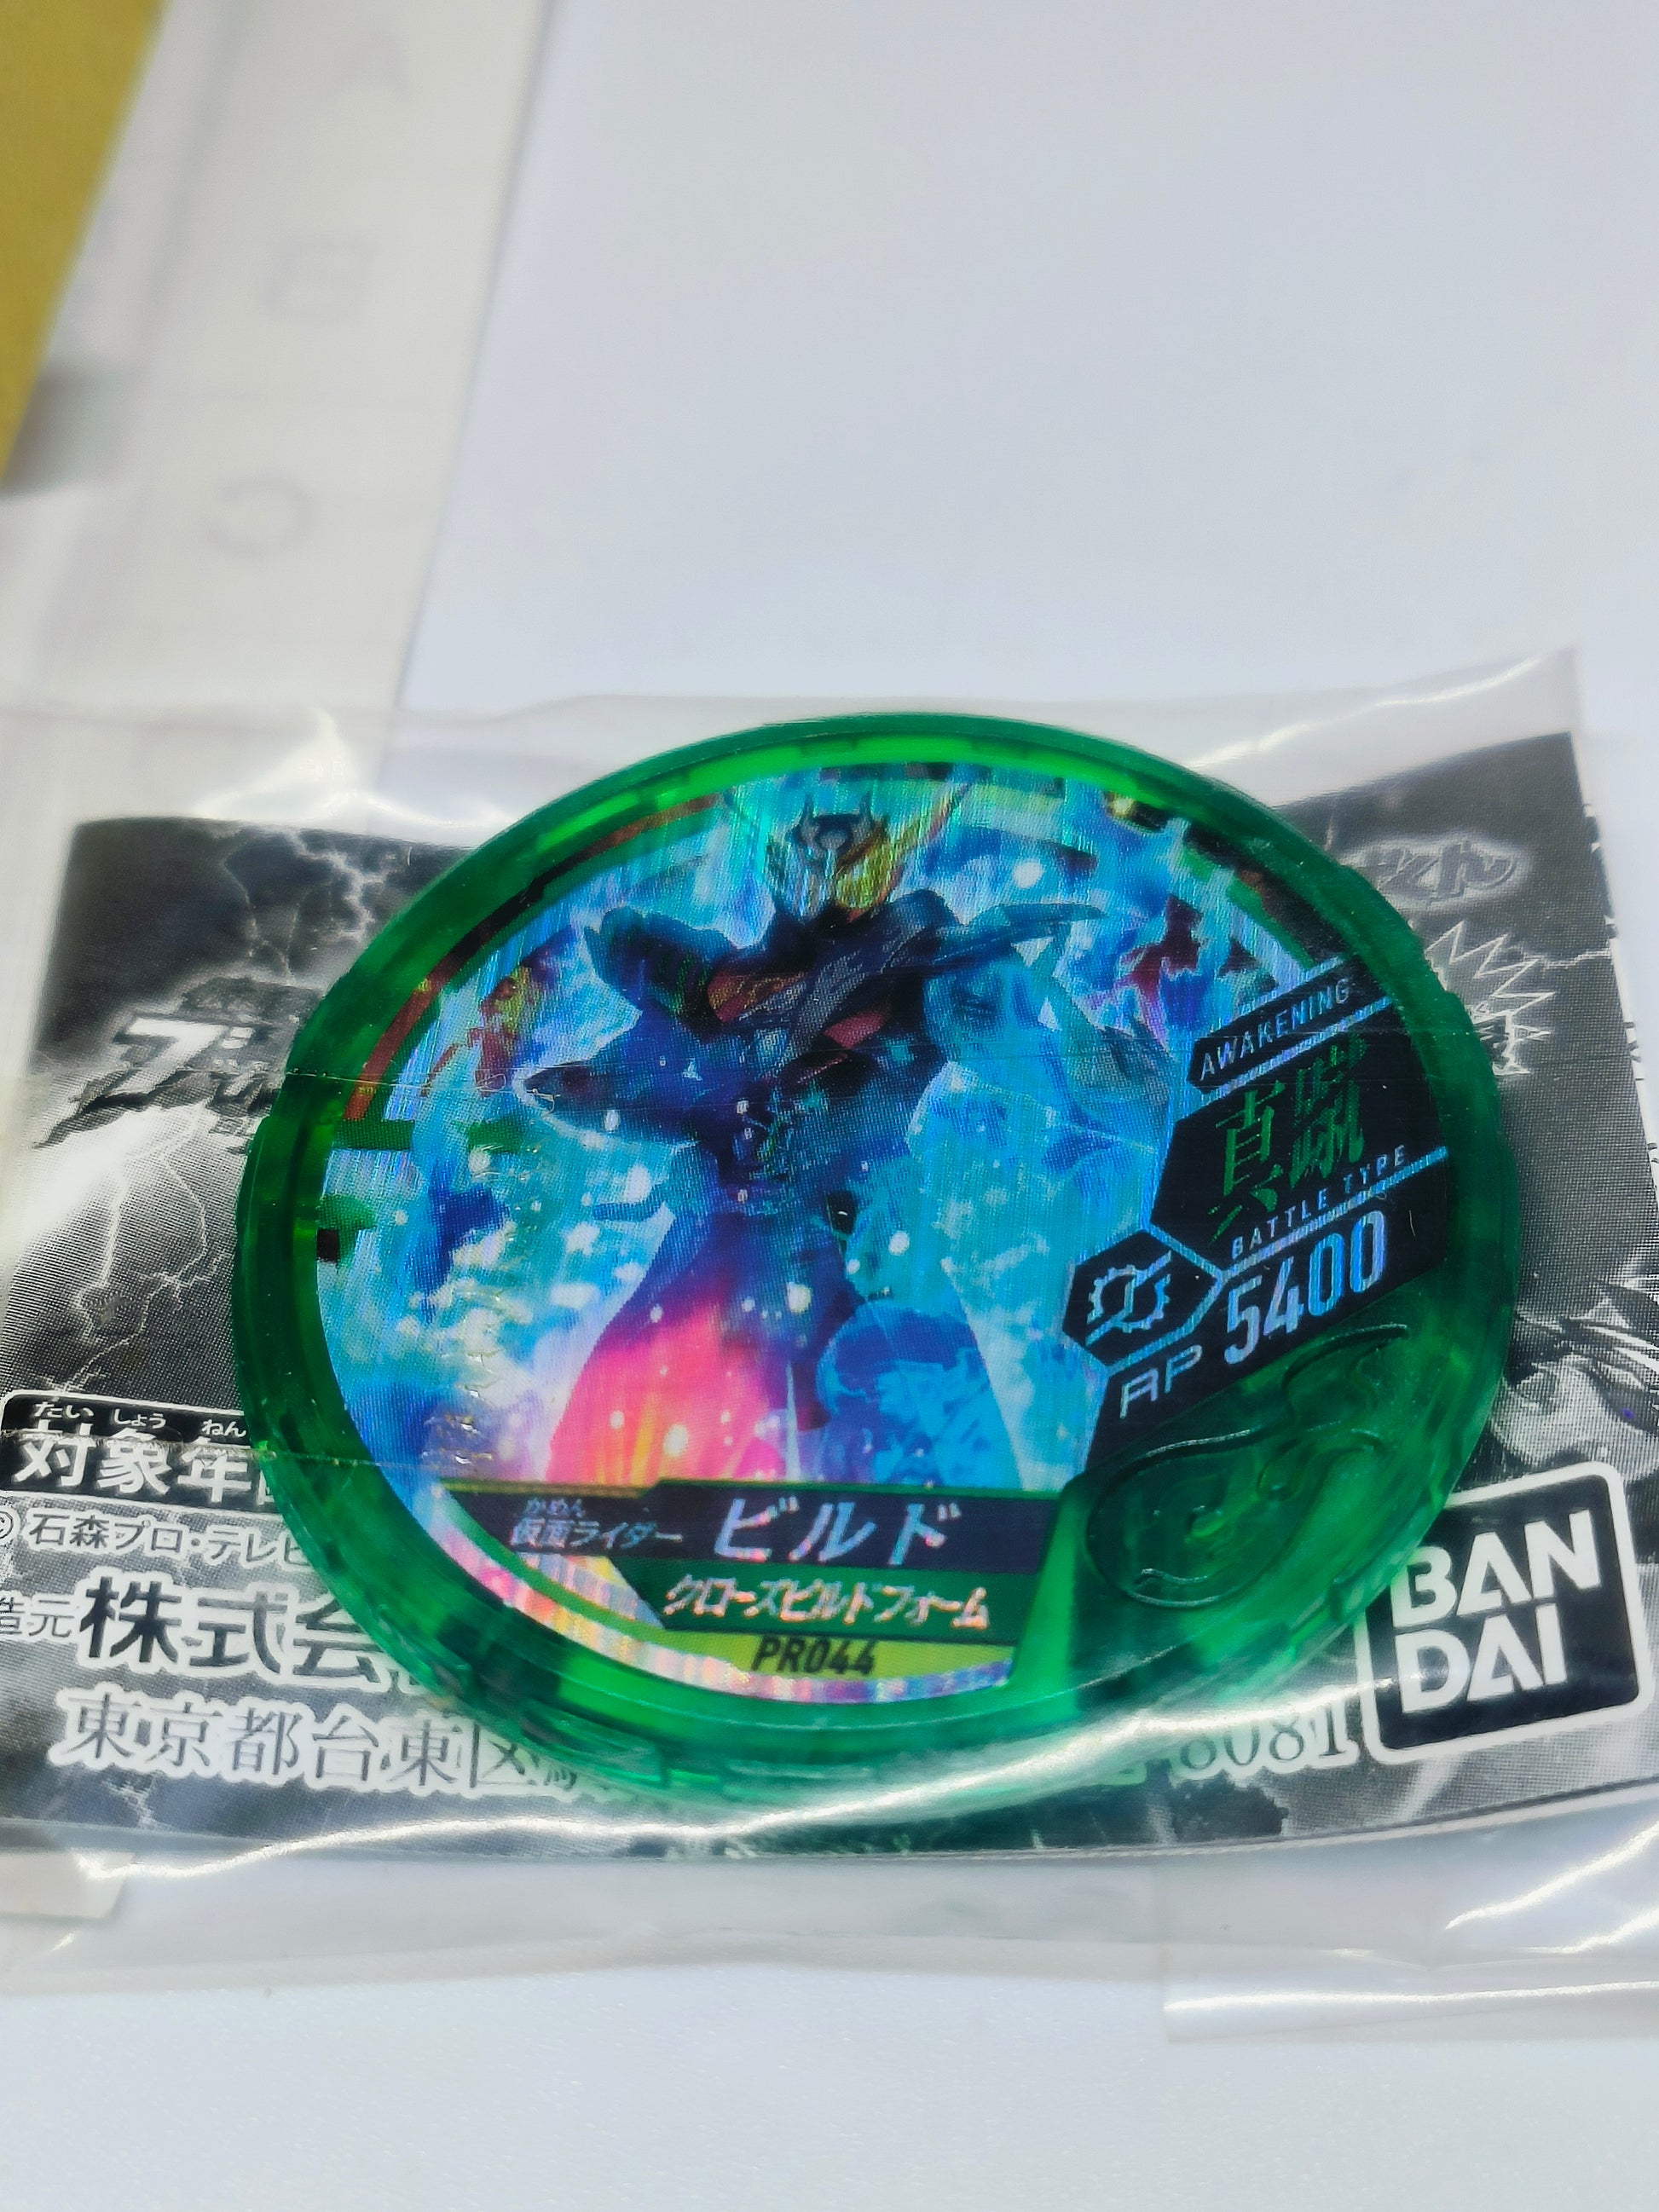 A
B
C
AWAKENING
BATTLE TYPE
AP 5400
かめん
仮面ライダー ビルド
クローズビルドフォーム
PR044
たい しょう ねん
対象年
© 石森プロ・テレビ
造元 株式会
東京都台東区
8081
BAN
DAI